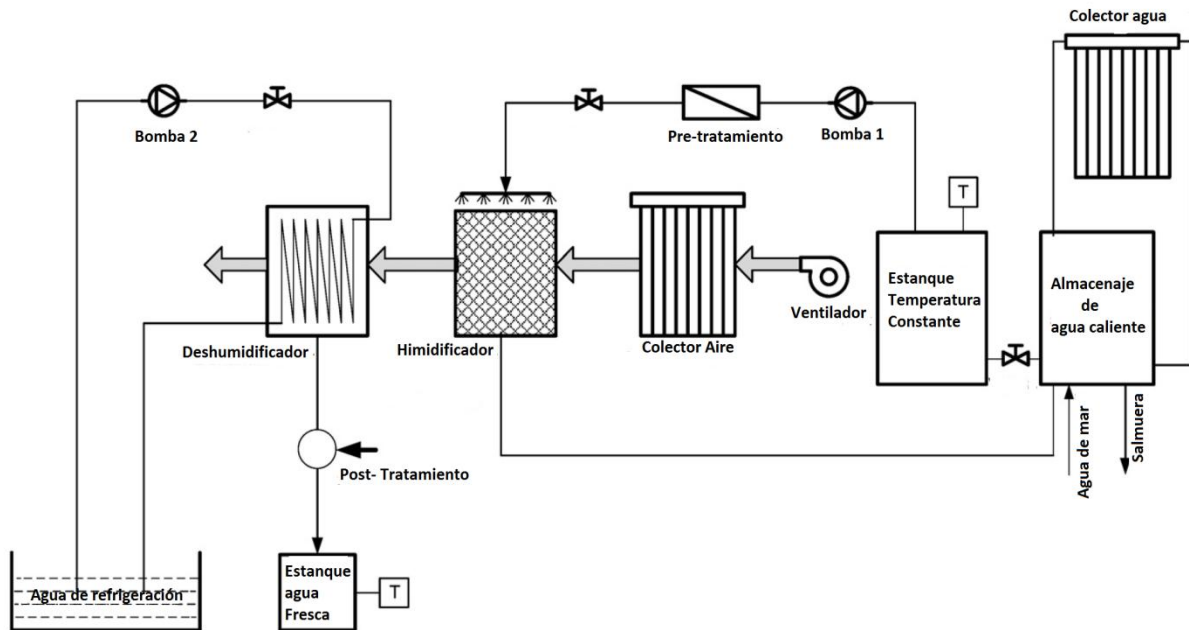 Colector agua
Bomba 2
Pre-tratamiento
Bomba 1
T
Estanque
Temperatura
Constante
Almacenaje
de
agua caliente
Ventilador
Deshumidificador
Himidificador
Colector Aire
Agua de mar
Salmuera
Post- Tratamiento
Agua de refrigeración
Estanque
agua
Fresca
T